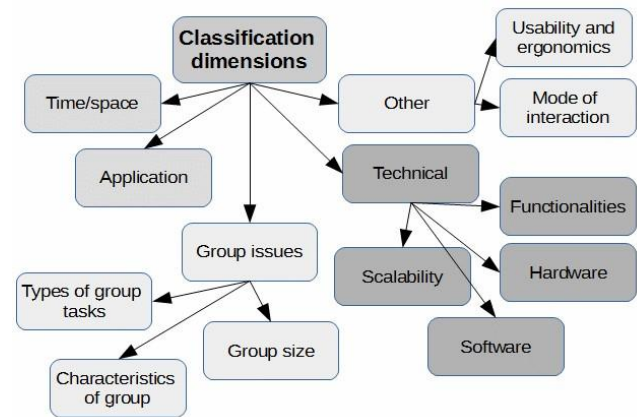 Classification
dimensions
Usability and
ergonomics
Time/space
Other
Mode of
interaction
Application
Technical
Functionalities
Group issues
Scalability
Hardware
Types of group
tasks
Group size
Software
Characteristics
of group